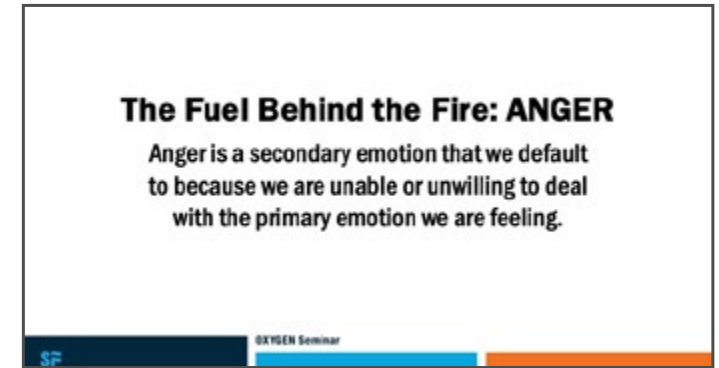 The Fuel Behind the Fire: ANGER
Anger is a secondary emotion that we default
to because we are unable or unwilling to deal
with the primary emotion we are feeling.
OXYGEN Seminar
SF